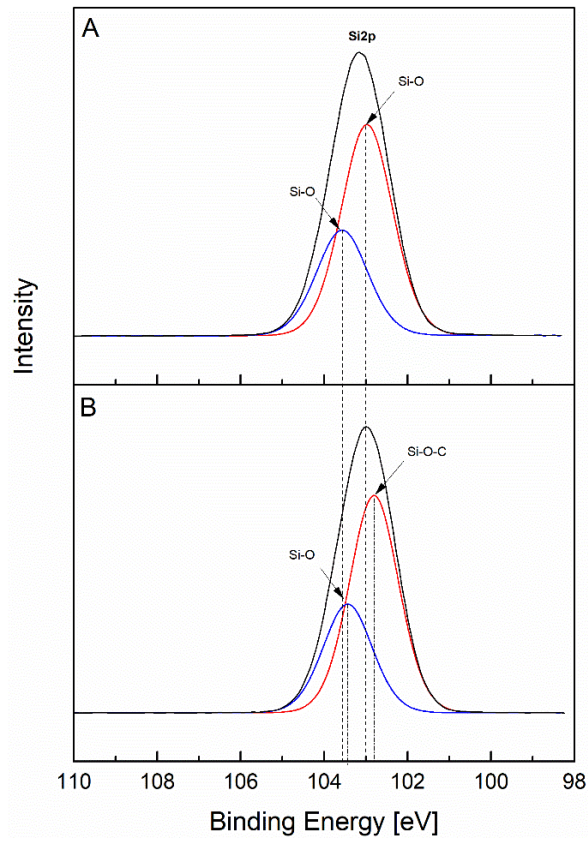 A
Si2p
Si-O
Si-O
B
Si-O-C
Si-O
110 108 106 104 102 100 98
Binding Energy [eV]
Intensity